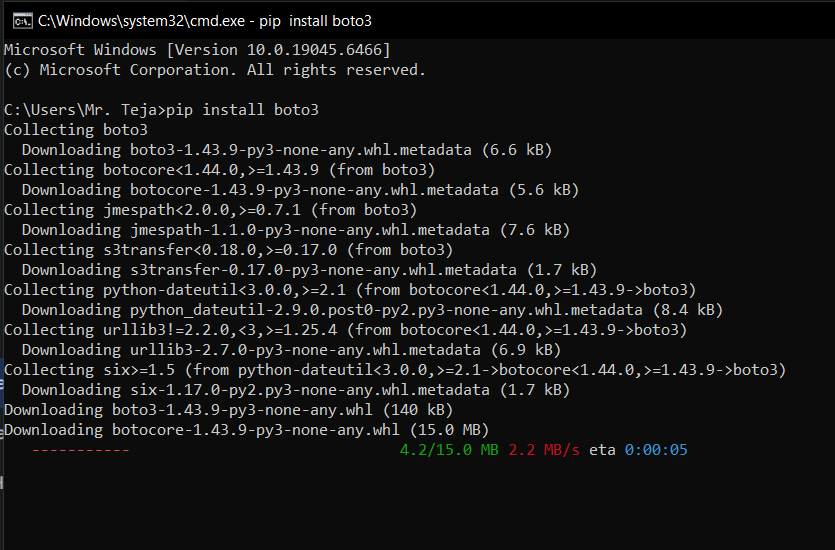 C:\Windows\system32\cmd.exe - pip  install boto3
Microsoft Windows [Version 10.0.19045.6466]
(c) Microsoft Corporation. All rights reserved.
C:\Users\Mr. Teja>pip install boto3
Collecting boto3
  Downloading boto3-1.43.9-py3-none-any.whl.metadata (6.6 kB)
Collecting botocore<1.44.0,>=1.43.9 (from boto3)
  Downloading botocore-1.43.9-py3-none-any.whl.metadata (5.6 kB)
Collecting jmespath<2.0.0,>=0.7.1 (from boto3)
  Downloading jmespath-1.1.0-py3-none-any.whl.metadata (7.6 kB)
Collecting s3transfer<0.18.0,>=0.17.0 (from boto3)
  Downloading s3transfer-0.17.0-py3-none-any.whl.metadata (1.7 kB)
Collecting python-dateutil<3.0.0,>=2.1 (from botocore<1.44.0,>=1.43.9->boto3)
  Downloading python_dateutil-2.9.0.post0-py2.py3-none-any.whl.metadata (8.4 kB)
Collecting urllib3!=2.2.0,<3,>=1.25.4 (from botocore<1.44.0,>=1.43.9->boto3)
  Downloading urllib3-2.7.0-py3-none-any.whl.metadata (6.9 kB)
Collecting six>=1.5 (from python-dateutil<3.0.0,>=2.1->botocore<1.44.0,>=1.43.9->boto3)
  Downloading six-1.17.0-py2.py3-none-any.whl.metadata (1.7 kB)
Downloading boto3-1.43.9-py3-none-any.whl (140 kB)
Downloading botocore-1.43.9-py3-none-any.whl (15.0 MB)
   ----------- 4.2/15.0 MB 2.2 MB/s eta 0:00:05